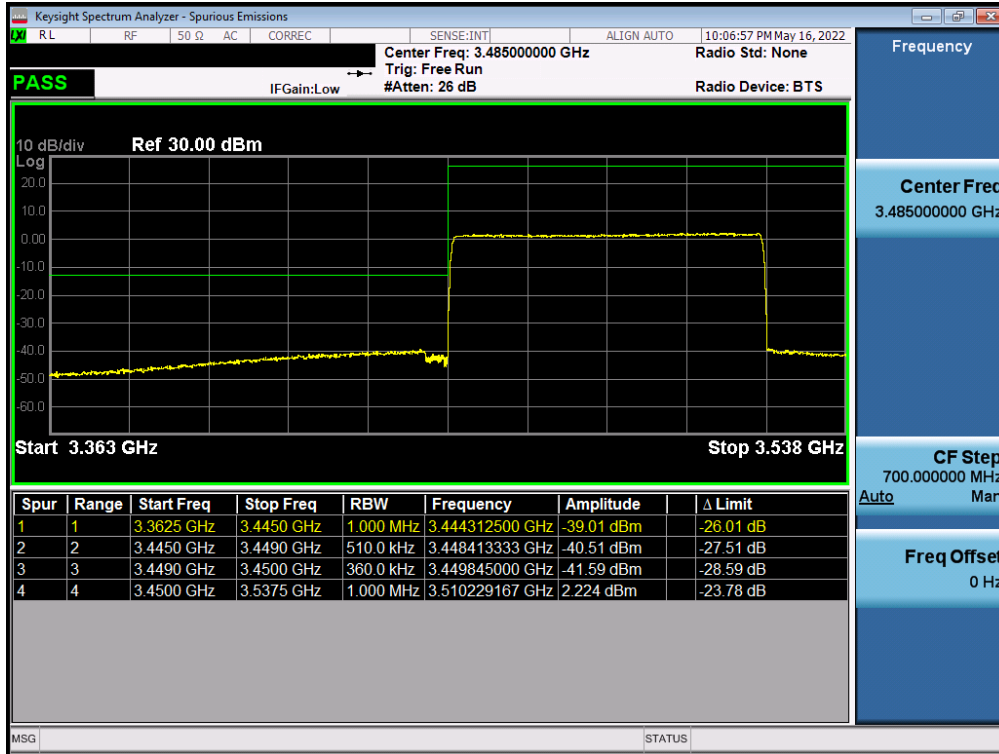 Keysight Spectrum Analyzer - Spurious Emissions
LXI RL RF 50 Ω AC CORREC SENSE:INT ALIGN AUTO 10:06:57 PM May 16, 2022
Center Freq: 3.485000000 GHz Radio Std: None
Trig: Free Run
PASS IFGain:Low #Atten: 26 dB Radio Device: BTS
10 dB/div Ref 30.00 dBm
Log
20.0
10.0
0.00
-10.0
-20.0
-30.0
-40.0
-50.0
-60.0
Start 3.363 GHz Stop 3.538 GHz
Spur Range Start Freq Stop Freq RBW Frequency Amplitude Δ Limit
1 1 3.3625 GHz 3.4450 GHz 1.000 MHz 3.444312500 GHz -39.01 dBm -26.01 dB
2 2 3.4450 GHz 3.4490 GHz 510.0 kHz 3.448413333 GHz -40.51 dBm -27.51 dB
3 3 3.4490 GHz 3.4500 GHz 360.0 kHz 3.449845000 GHz -41.59 dBm -28.59 dB
4 4 3.4500 GHz 3.5375 GHz 1.000 MHz 3.510229167 GHz 2.224 dBm -23.78 dB
MSG STATUS
Frequency
Center Freq
3.485000000 GHz
CF Step
700.000000 MHz
Auto Man
Freq Offset
0 Hz